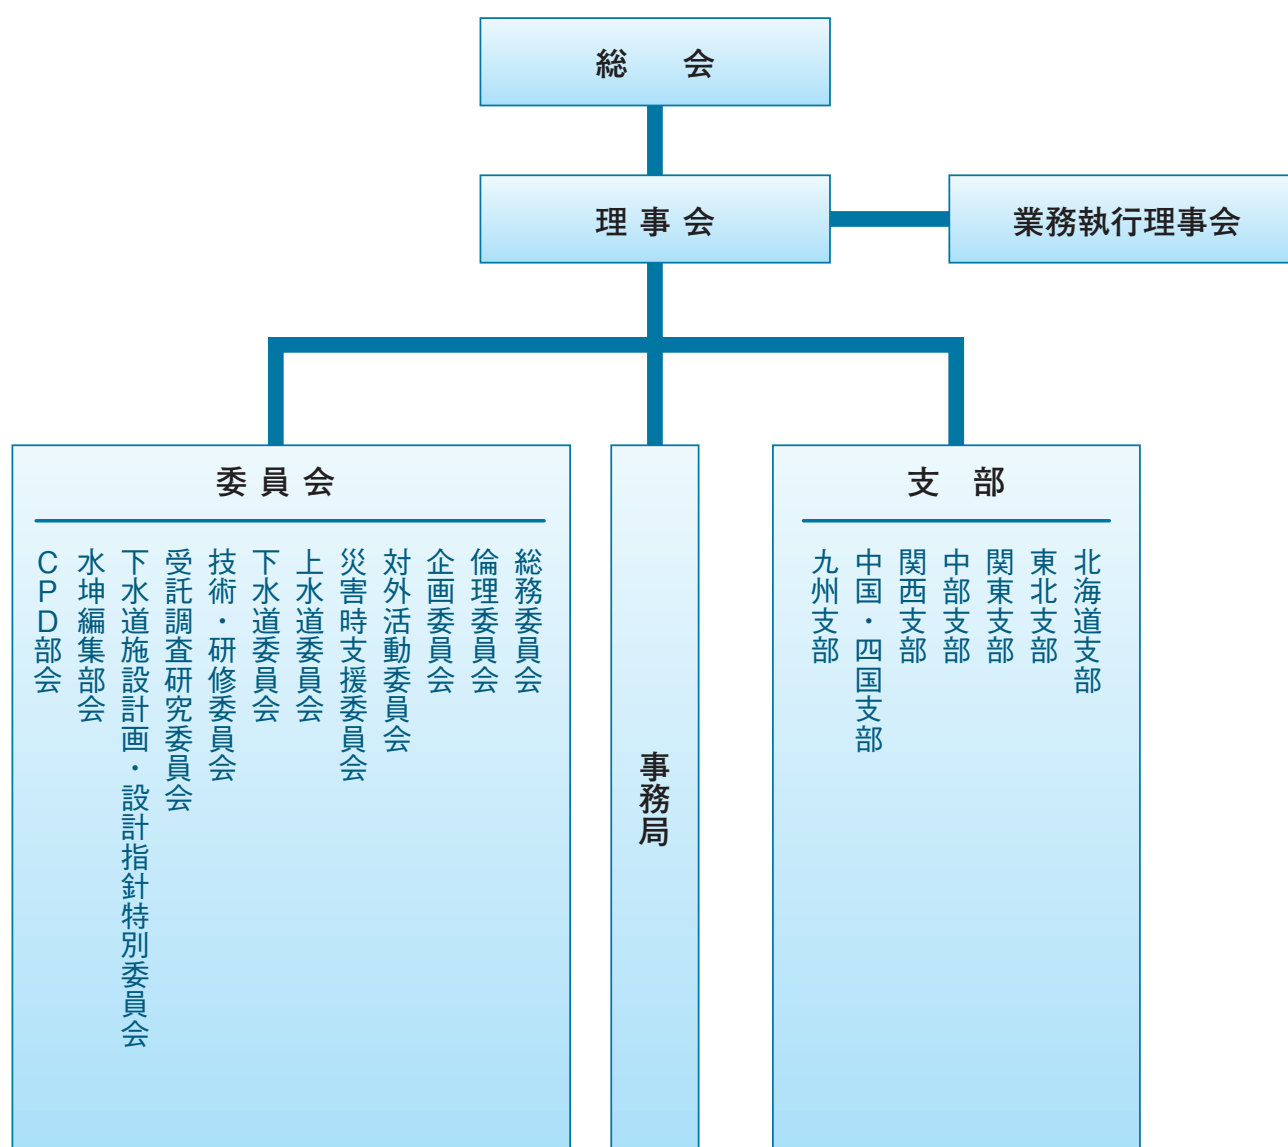 総会
理事会
業務執行理事会
委員会
総務委員会
倫理委員会
企画委員会
対外活動委員会
災害時支援委員会
上水道委員会
下水道委員会
技術・研修委員会
受託調査研究委員会
下水道施設計画・設計指針特別委員会
水坤編集部会
CPD部会
事務局
支部
北海道支部
東北支部
関東支部
中部支部
関西支部
中国・四国支部
九州支部